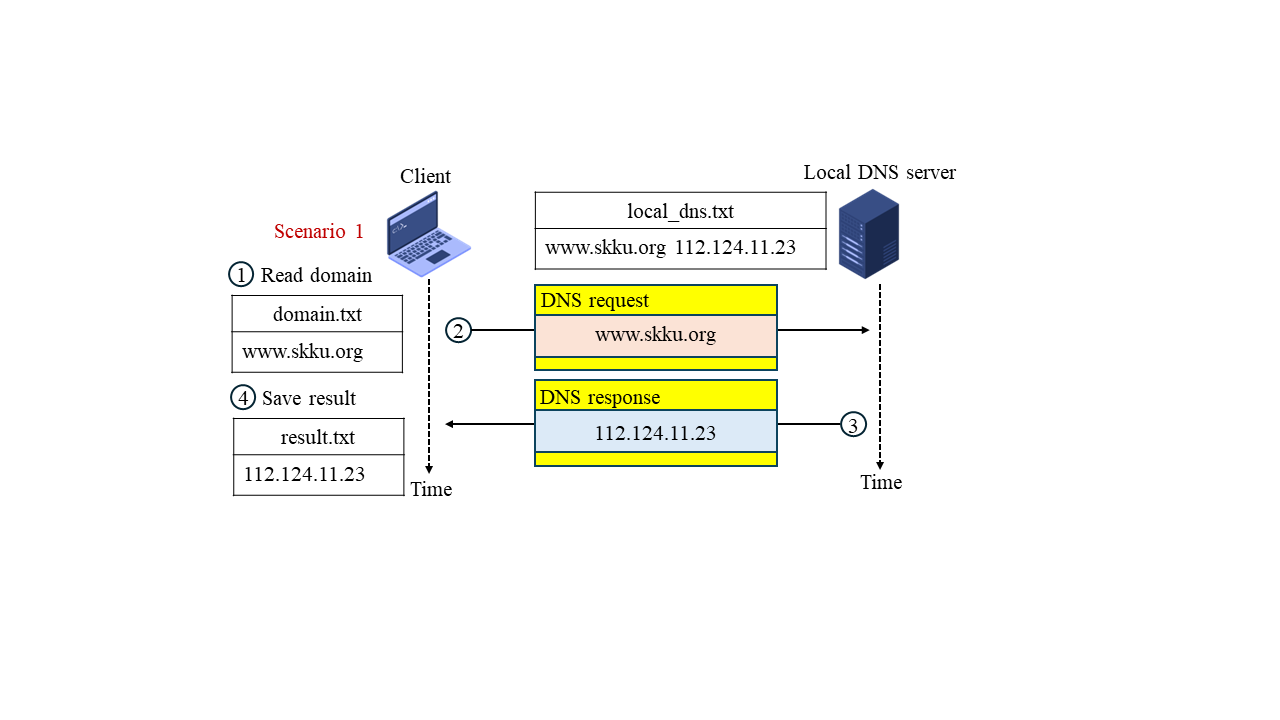 Client
Local DNS server
Scenario 1
local_dns.txt
www.skku.org 112.124.11.23
① Read domain
domain.txt
www.skku.org
DNS request
② www.skku.org
④ Save result
result.txt
112.124.11.23
DNS response
112.124.11.23 ③
Time
Time